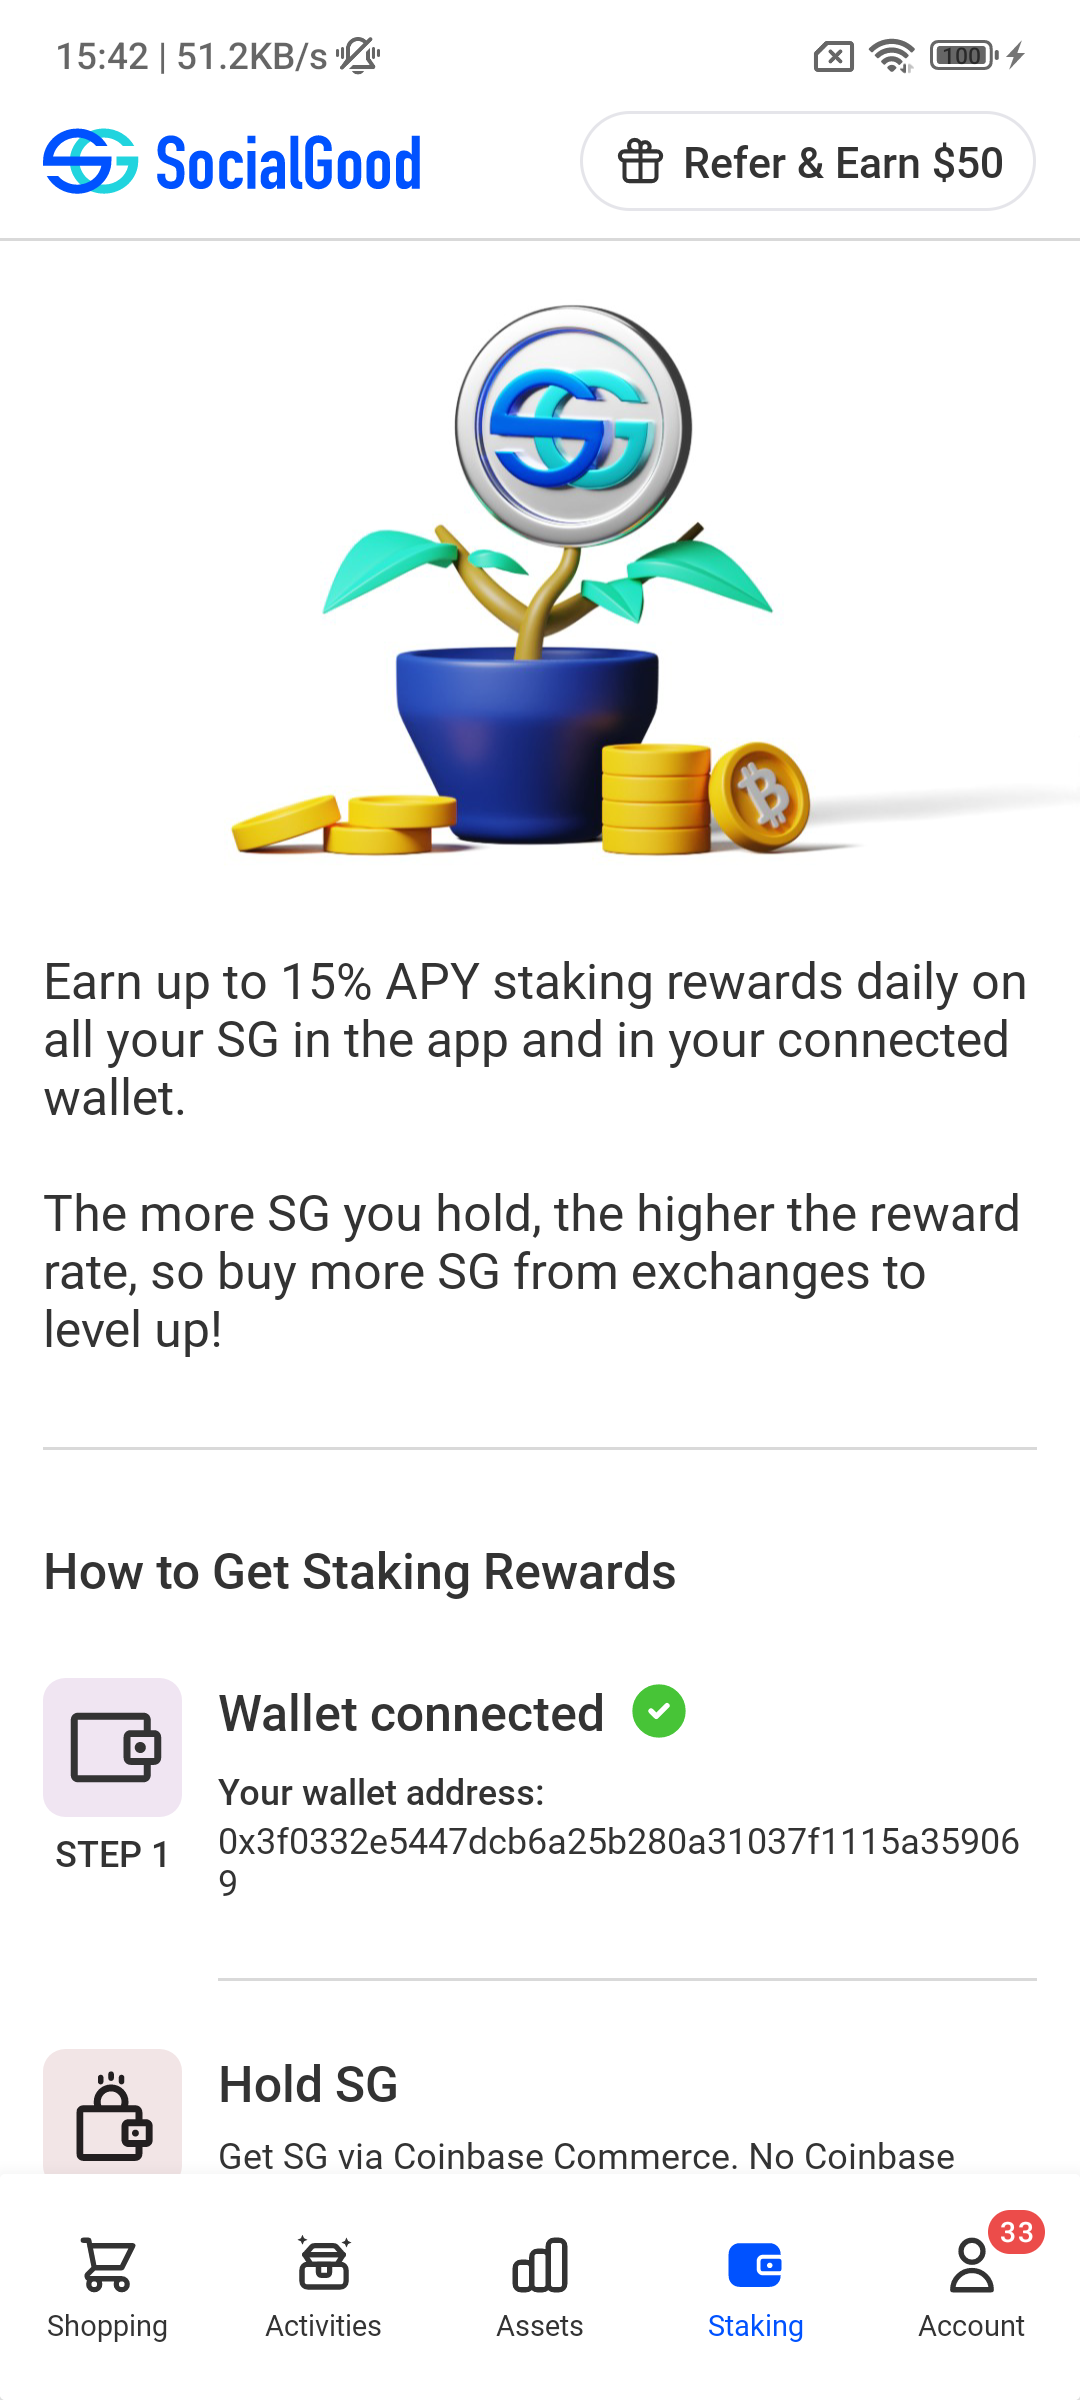 15:42 | 51.2KB/s
100
SocialGood
Refer & Earn $50
Earn up to 15% APY staking rewards daily on
all your SG in the app and in your connected
wallet.
The more SG you hold, the higher the reward
rate, so buy more SG from exchanges to
level up!
How to Get Staking Rewards
Wallet connected
Your wallet address:
0x3f0332e5447dcb6a25b280a31037f1115a35906
9
STEP 1
Hold SG
Get SG via Coinbase Commerce. No Coinbase
33
Shopping
Activities
Assets
Staking
Account